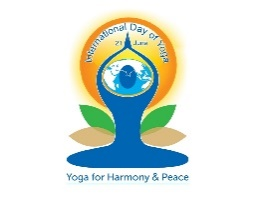 International Day of Yoga
21 June
Yoga for Harmony & Peace